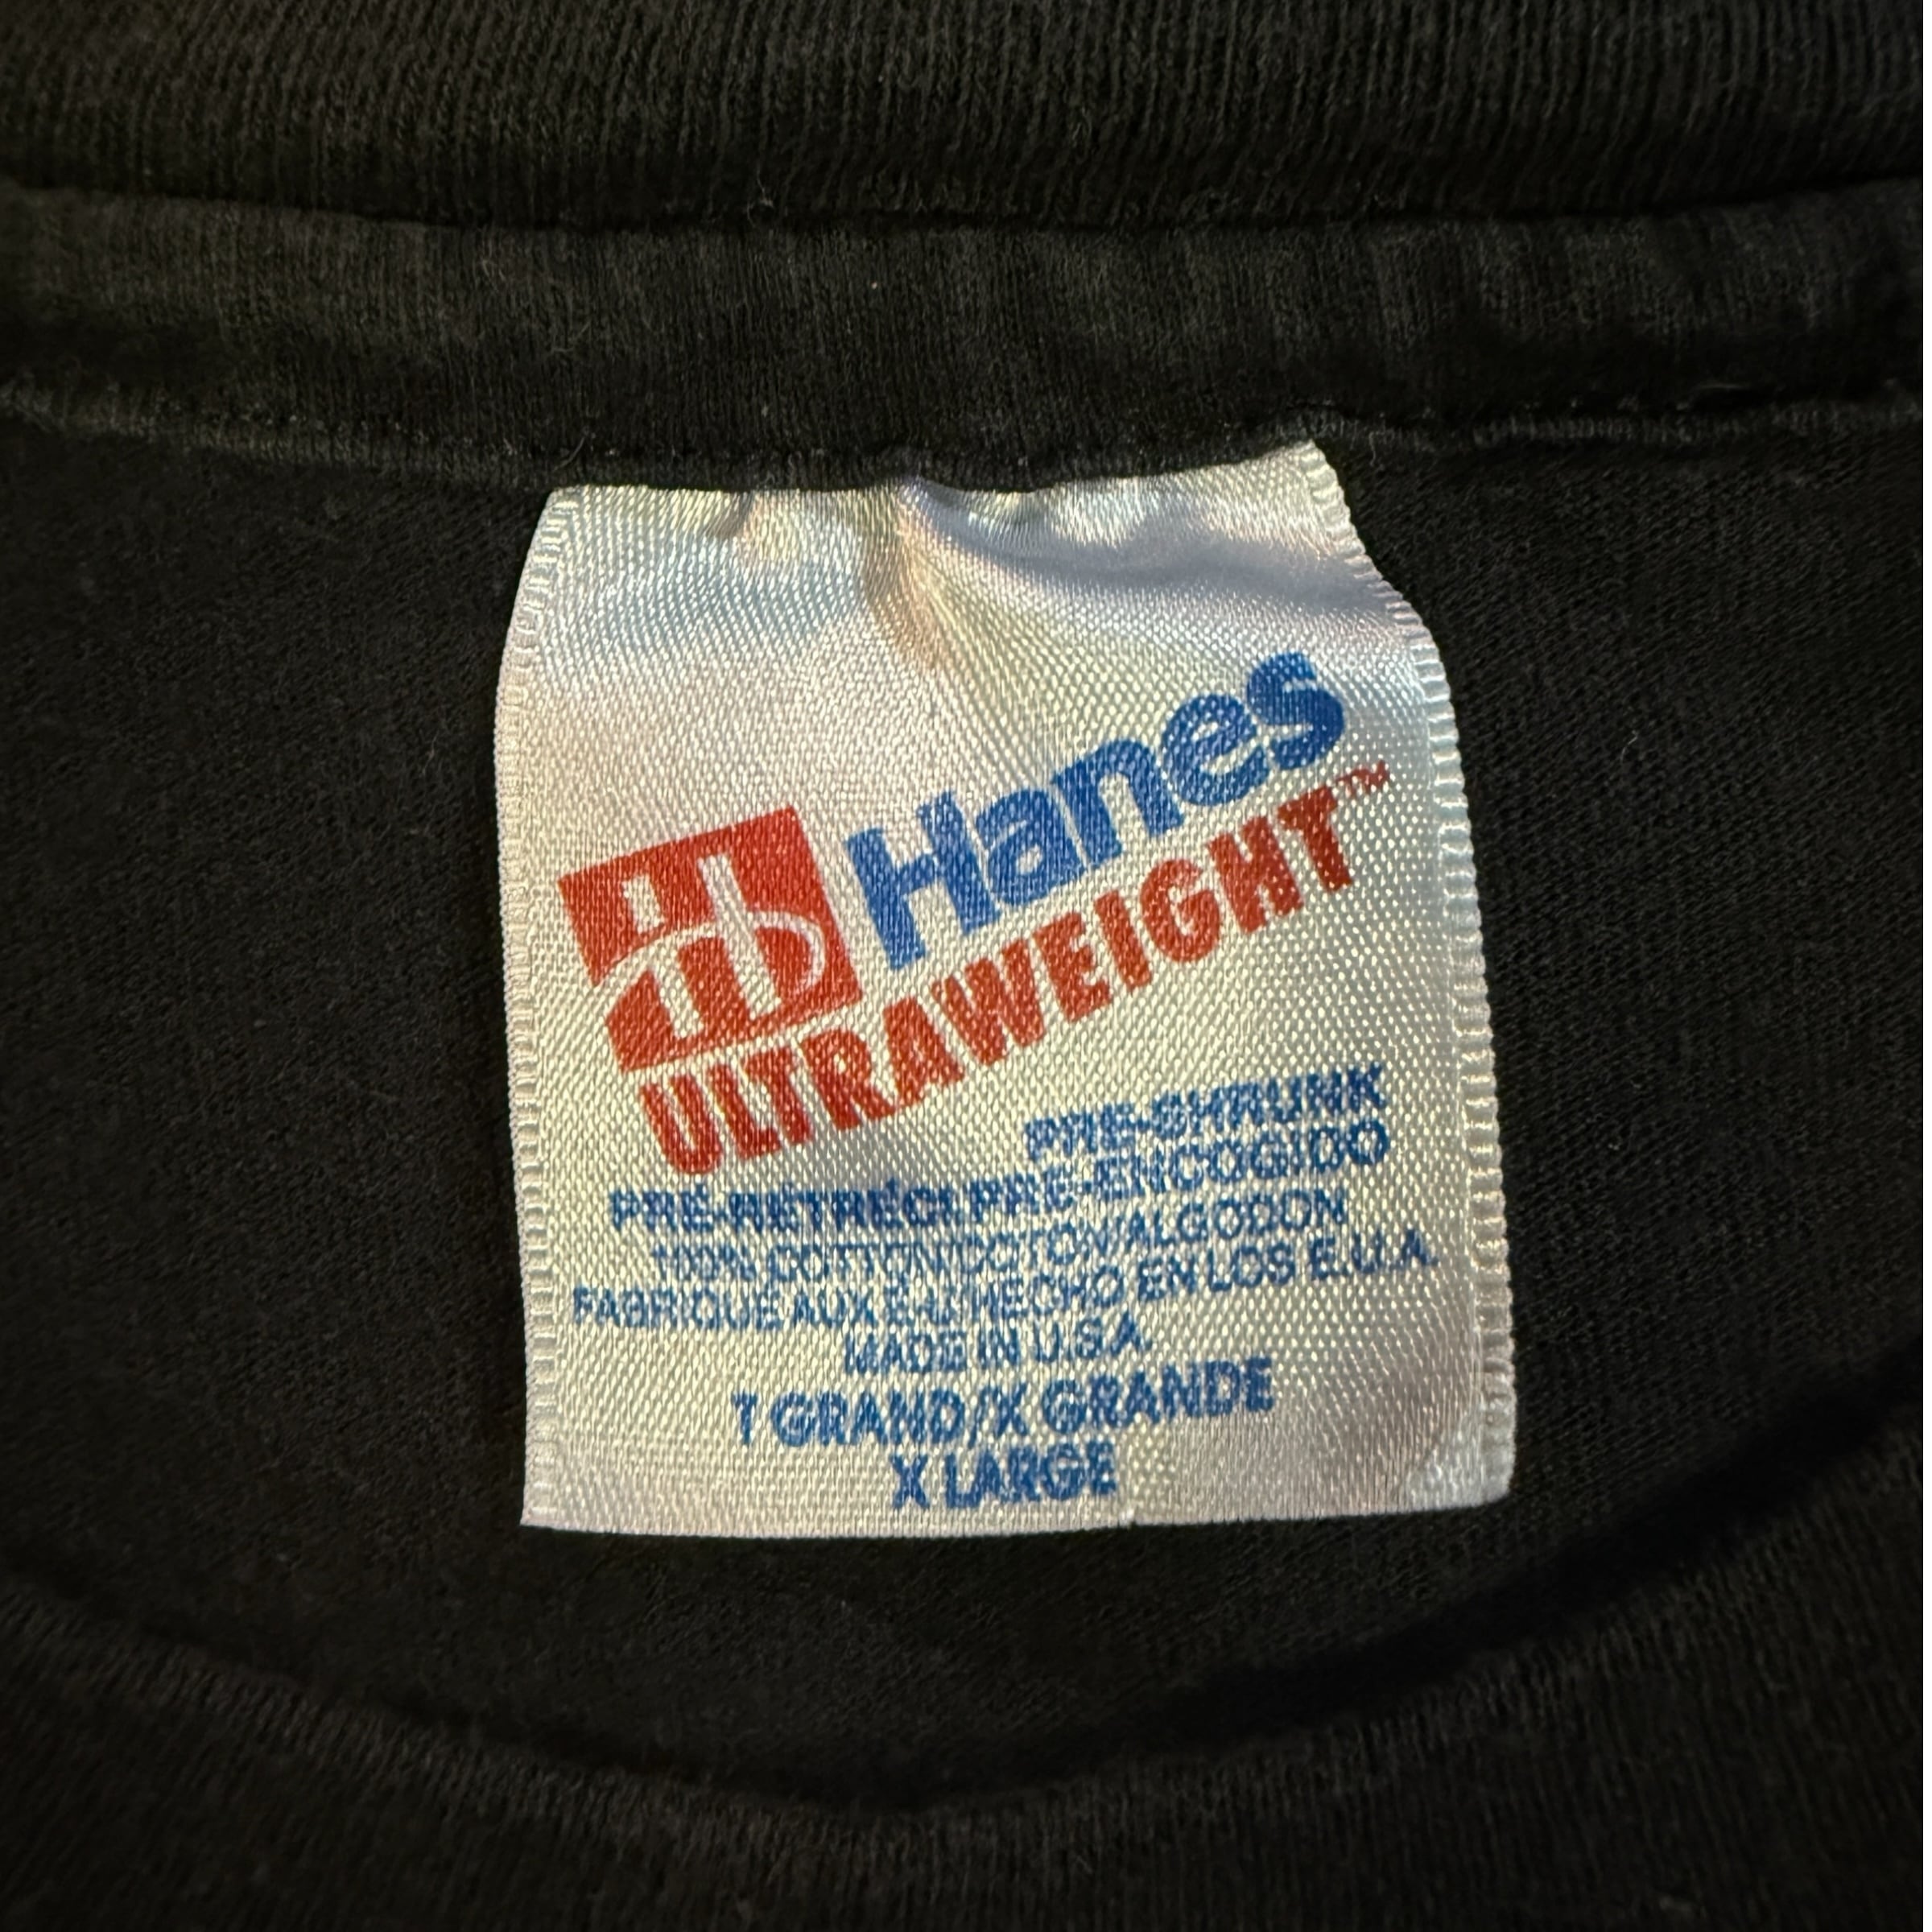 Hanes
ULTRAWEIGHT™
PRE-SHRUNK
PRÉ-RÉTRÉCI/PRE-ENCOGIDO
100% COTTON/COTON/ALGODON
FABRIQUE AUX E-U/HECHO EN LOS E.U.A.
MADE IN U.S.A.
T GRAND/X GRANDE
X LARGE